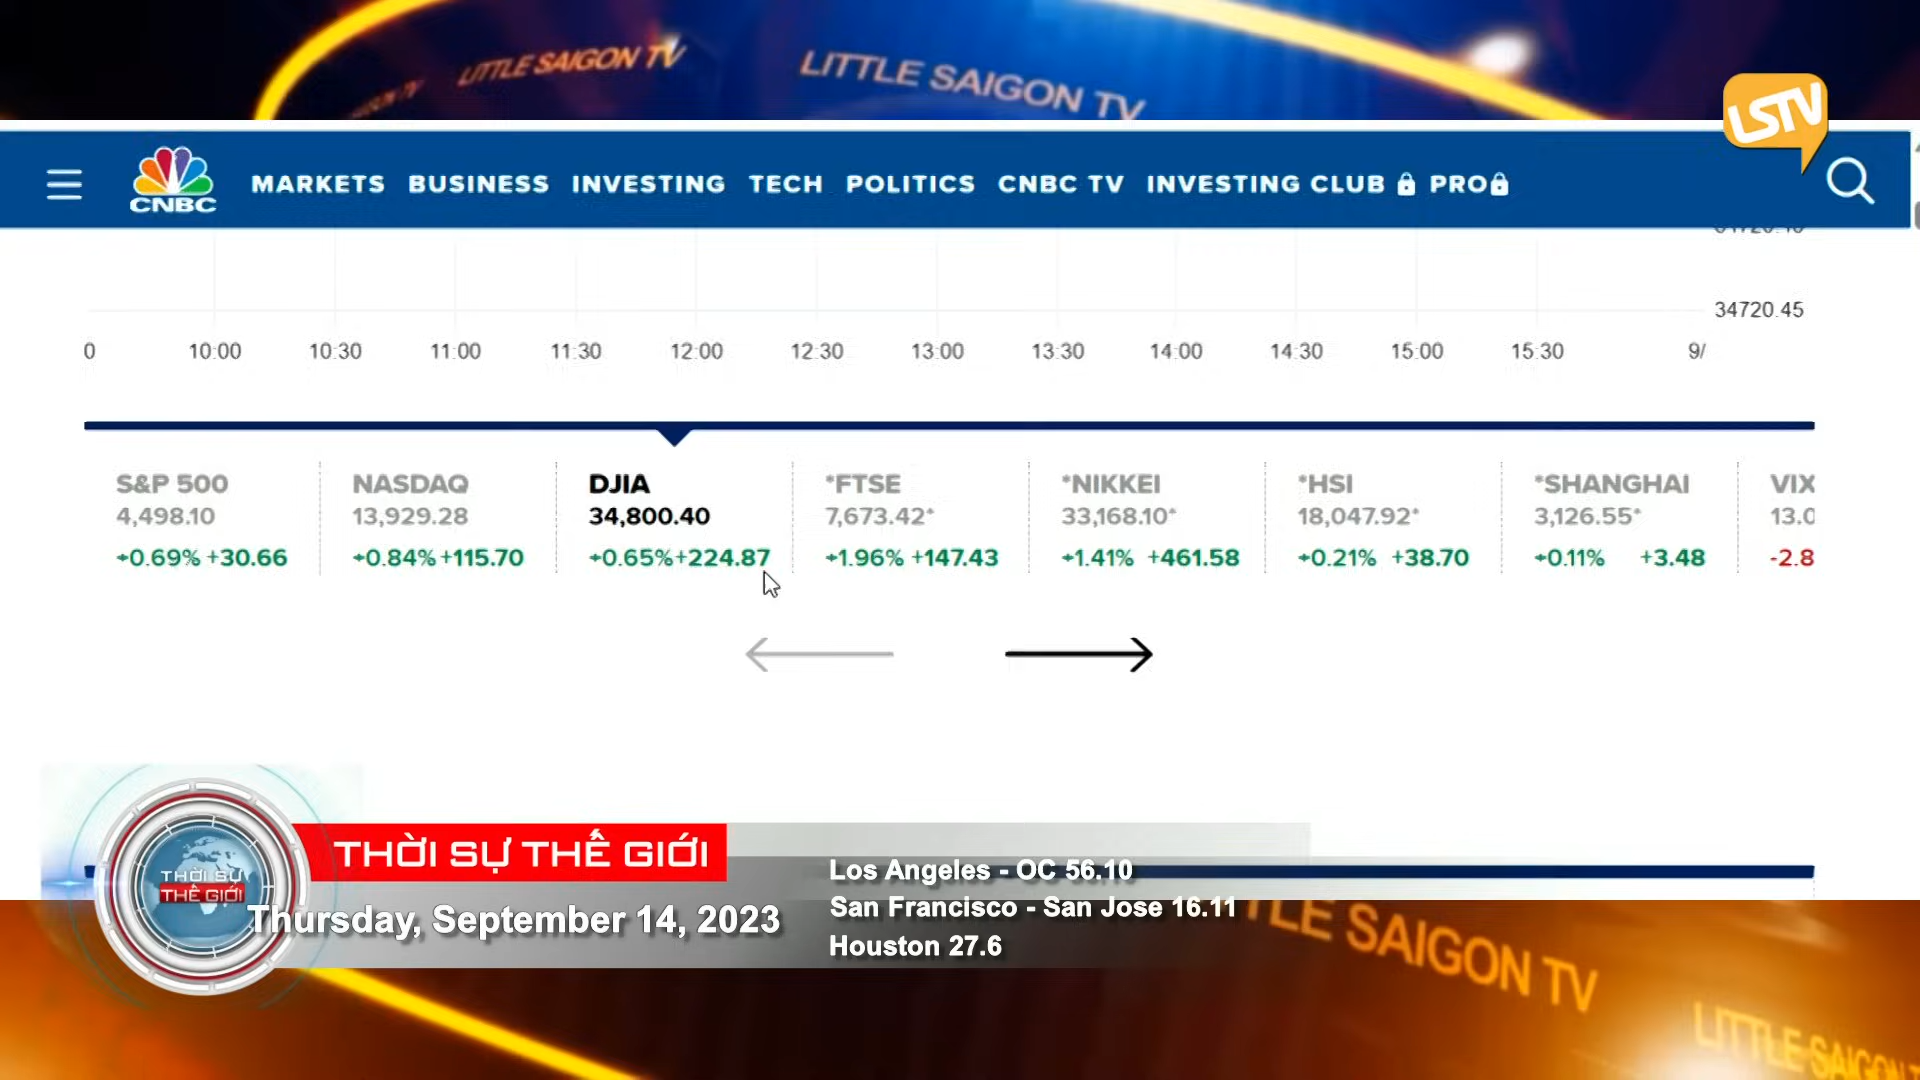 LITTLE SAIGON TV
LITTLE SAIGON TV
LSTV
CNBC
MARKETS BUSINESS INVESTING TECH POLITICS CNBC TV INVESTING CLUB PRO
34720.45
0 10:00 10:30 11:00 11:30 12:00 12:30 13:00 13:30 14:00 14:30 15:00 15:30 9/
S&P 500 NASDAQ DJIA *FTSE *NIKKEI *HSI *SHANGHAI VIX
4,498.10 13,929.28 34,800.40 7,673.42* 33,168.10* 18,047.92* 3,126.55* 13.0
+0.69% +30.66 +0.84% +115.70 +0.65% +224.87 +1.96% +147.43 +1.41% +461.58 +0.21% +38.70 +0.11% +3.48 -2.8
THỜI SỰ THẾ GIỚI
THỜI SỰ
THẾ GIỚI
Thursday, September 14, 2023
Los Angeles - OC 56.10
San Francisco - San Jose 16.11
Houston 27.6
TLE SAIGON TV
LITTLE SAIGON T